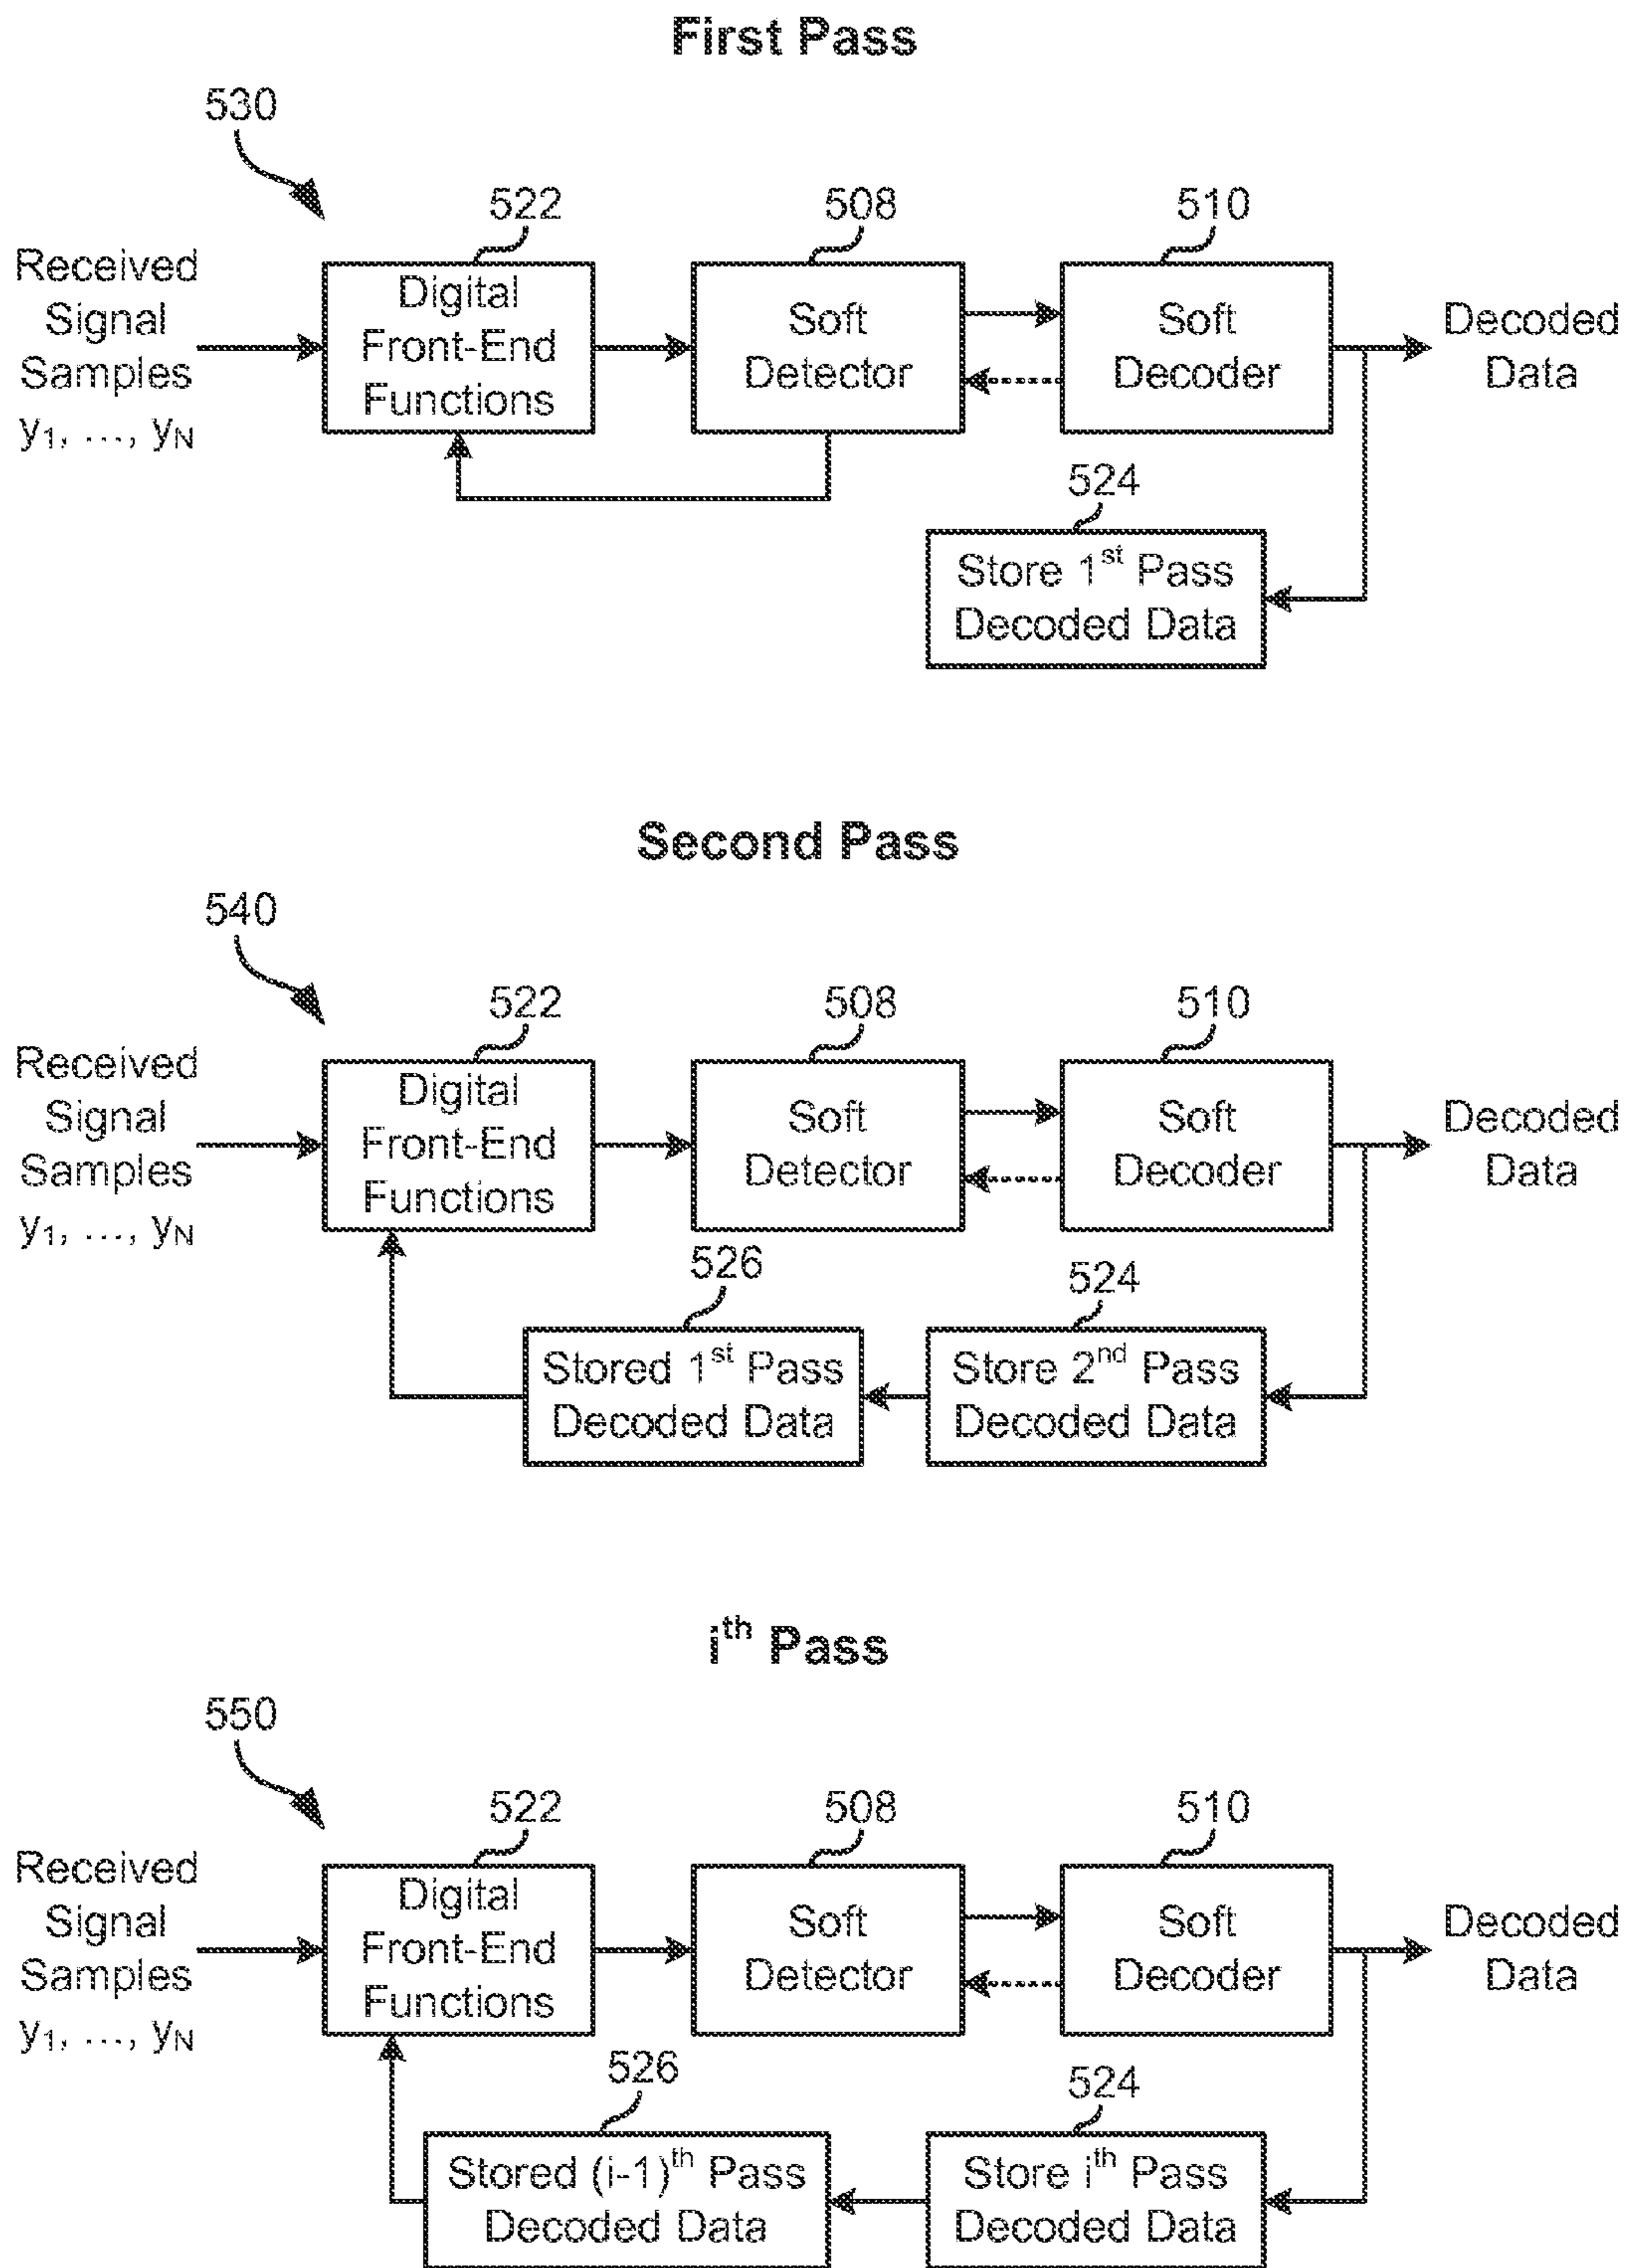 First Pass
530
522
508
510
Received
Signal
Samples
y1, ..., yN
Digital
Front-End
Functions
Soft
Detector
Soft
Decoder
Decoded
Data
524
Store 1st Pass
Decoded Data
Second Pass
540
522
508
510
Received
Signal
Samples
y1, ..., yN
Digital
Front-End
Functions
Soft
Detector
Soft
Decoder
Decoded
Data
526
524
Stored 1st Pass
Decoded Data
Store 2nd Pass
Decoded Data
ith Pass
550
522
508
510
Received
Signal
Samples
y1, ..., yN
Digital
Front-End
Functions
Soft
Detector
Soft
Decoder
Decoded
Data
526
524
Stored (i-1)th Pass
Decoded Data
Store ith Pass
Decoded Data